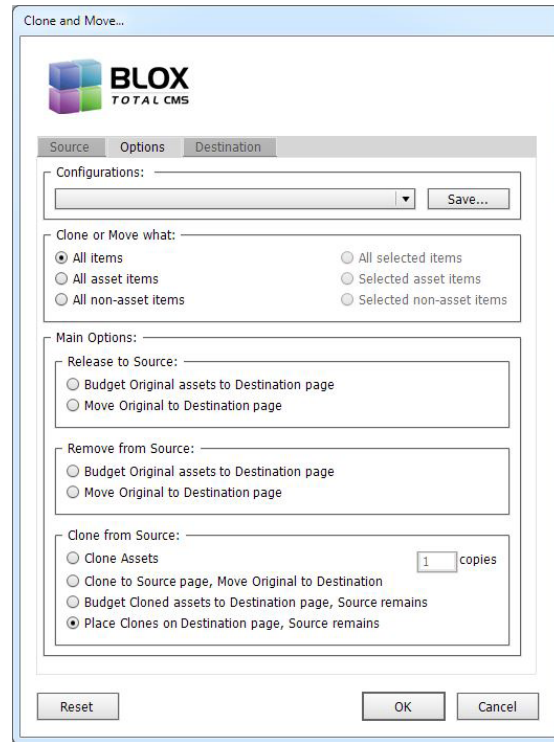 Clone and Move...
BLOX
TOTAL CMS
Source Options Destination
Configurations:
Save...
Clone or Move what:
All items All selected items
All asset items Selected asset items
All non-asset items Selected non-asset items
Main Options:
Release to Source:
Budget Original assets to Destination page
Move Original to Destination page
Remove from Source:
Budget Original assets to Destination page
Move Original to Destination page
Clone from Source:
Clone Assets 1 copies
Clone to Source page, Move Original to Destination
Budget Cloned assets to Destination page, Source remains
Place Clones on Destination page, Source remains
Reset OK Cancel